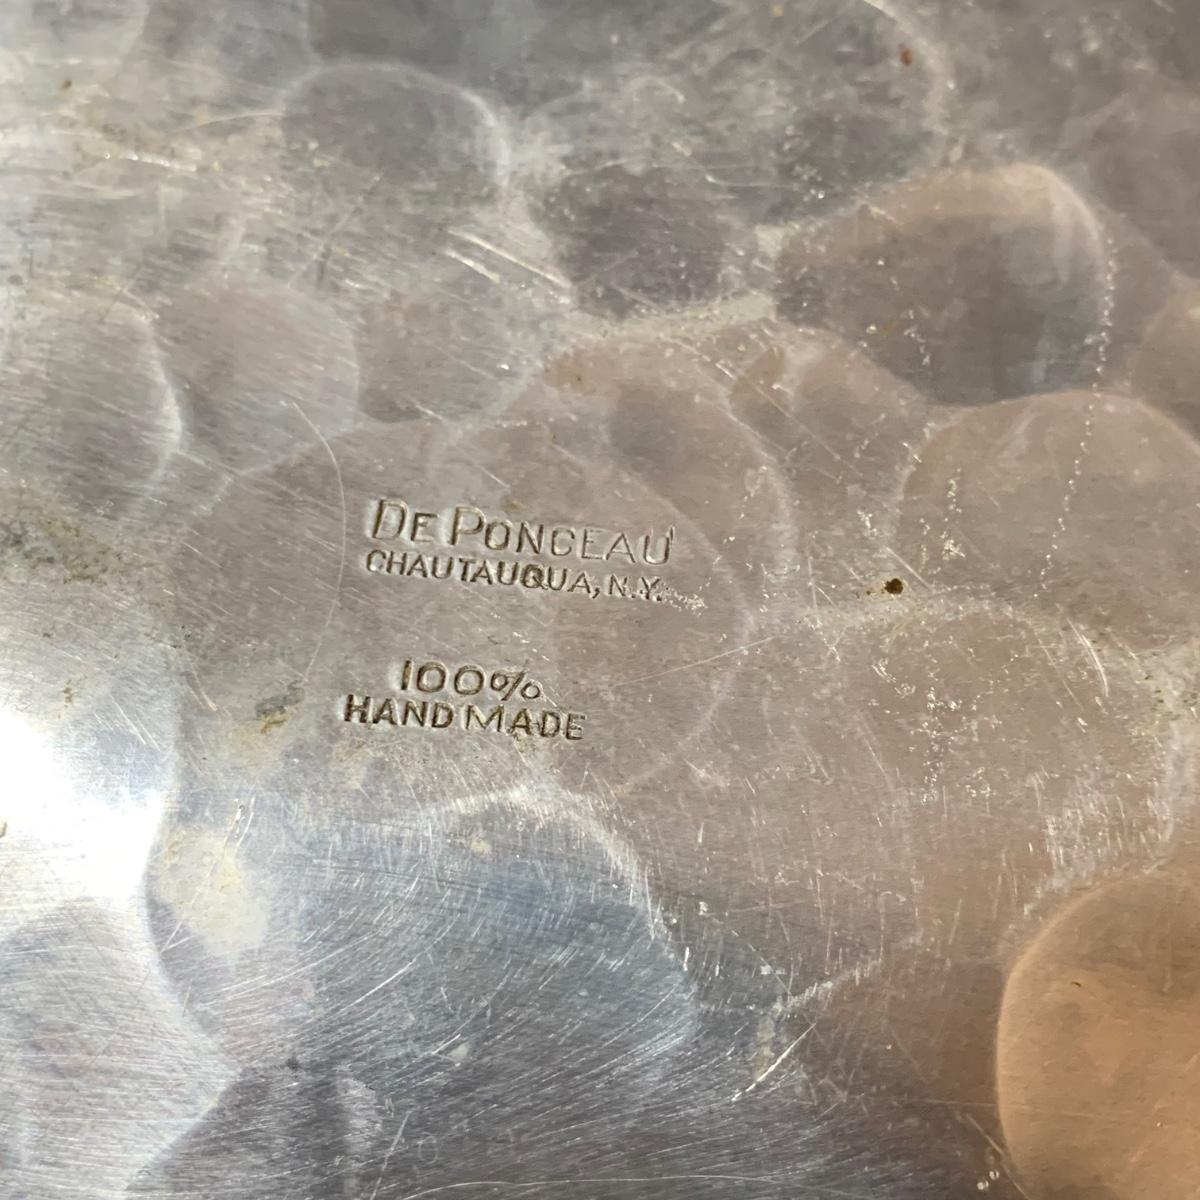 DE PONCEAU
CHAUTAUQUA, N.Y.
100%
HAND MADE